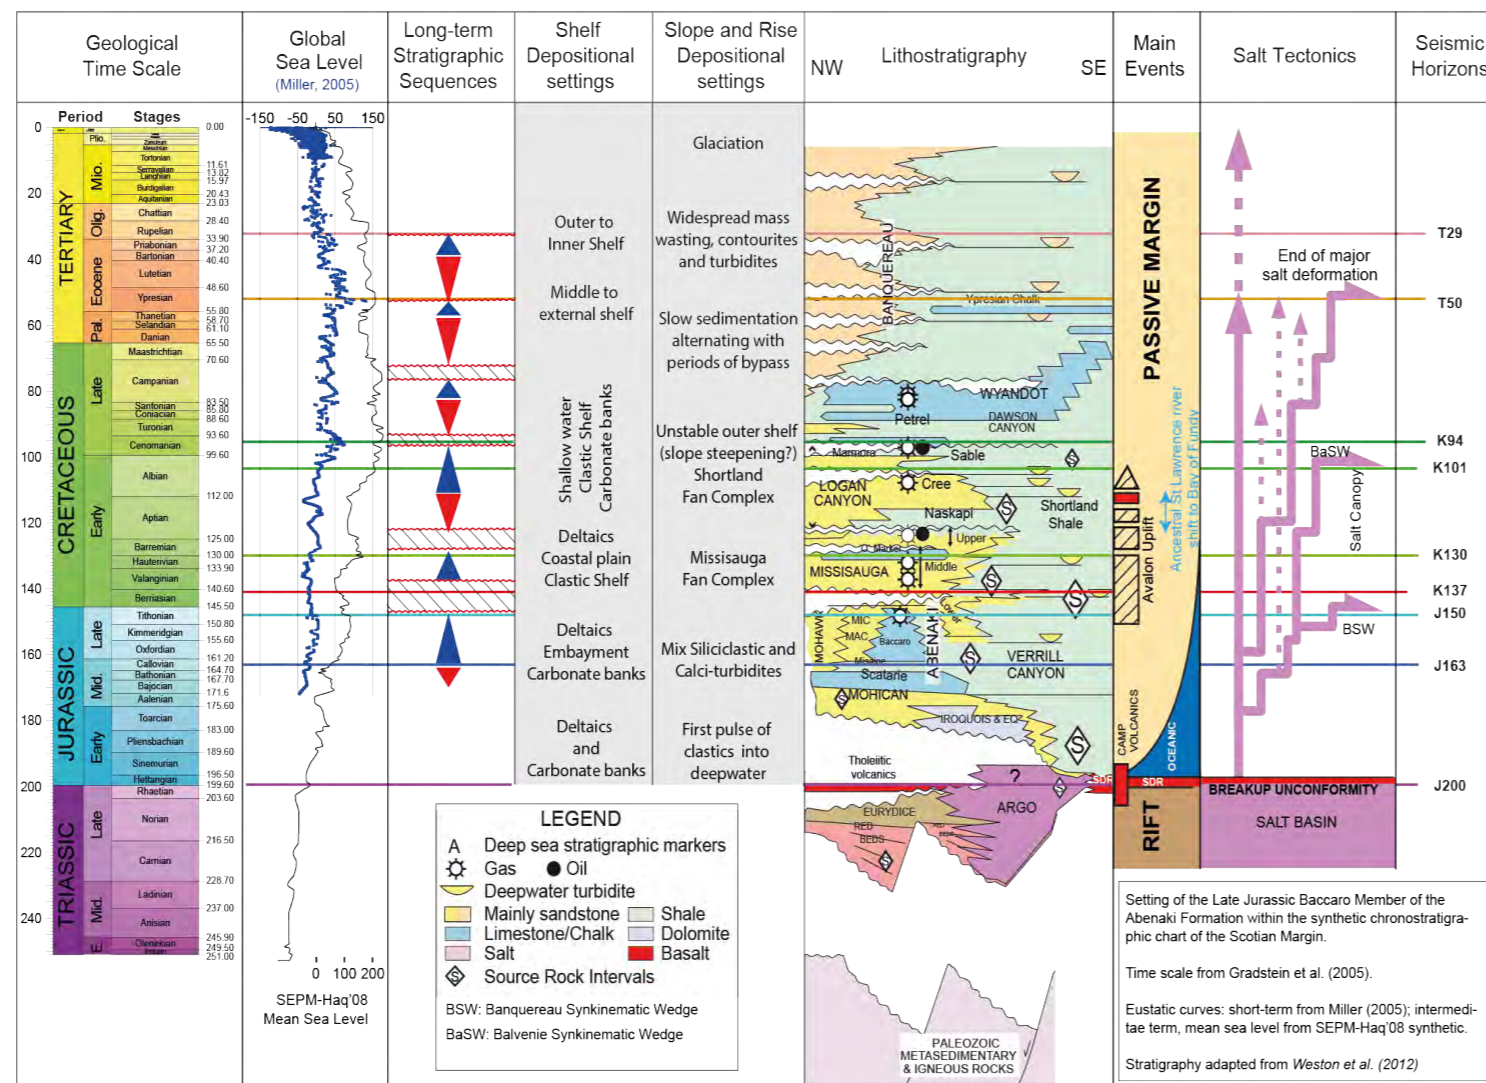 Geological
Time Scale
Global
Sea Level
(Miller, 2005)
Long-term
Stratigraphic
Sequences
Shelf
Depositional
settings
Slope and Rise
Depositional
settings
Lithostratigraphy
NW
SE
Main
Events
Salt Tectonics
Seismic
Horizons
Period
Stages
0
20
40
60
80
100
120
140
160
180
200
220
240
TERTIARY
CRETACEOUS
JURASSIC
TRIASSIC
Plio.
Mio.
Olig.
Eocene
Pal.
Late
Early
Late
Mid.
Early
Late
Mid.
E.
Zanclean
Messinian
Tortonian
Serravalian
Langhian
Burdigalian
Aquitanian
Chattian
Rupelian
Priabonian
Bartonian
Lutetian
Ypresian
Thanetian
Selandian
Danian
Maastrichtian
Campanian
Santonian
Coniacian
Turonian
Cenomanian
Albian
Aptian
Barremian
Hauterivian
Valanginian
Berriasian
Tithonian
Kimmeridgian
Oxfordian
Callovian
Bathonian
Bajocian
Aalenian
Toarcian
Pliensbachian
Sinemurian
Hettangian
Rhaetian
Norian
Carnian
Ladinian
Anisian
Olenekian
0.00
11.61
13.82
15.97
20.43
23.03
28.40
33.90
37.20
40.40
48.60
55.80
58.70
61.10
65.50
70.60
83.50
85.80
88.60
93.60
99.60
112.00
125.00
130.00
133.90
140.60
145.50
150.80
155.60
161.20
164.70
167.70
171.6
175.60
183.00
189.60
196.50
199.60
203.60
216.50
228.70
237.00
245.90
249.50
251.00
-150
-50
50
150
0
100
200
SEPM-Haq'08
Mean Sea Level
Outer to
Inner Shelf
Middle to
external shelf
Shallow water
Clastic Shelf
Carbonate banks
Deltaics
Coastal plain
Clastic Shelf
Deltaics
Embayment
Carbonate banks
Deltaics
and
Carbonate banks
Glaciation
Widespread mass
wasting, contourites
and turbidites
Slow sedimentation
alternating with
periods of bypass
Unstable outer shelf
(slope steepening?)
Shortland
Fan Complex
Missisauga
Fan Complex
Mix Siliciclastic and
Calci-turbidites
First pulse of
clastics into
deepwater
BANQUEREAU
Ypresian Chalk
WYANDOT
Petrel
DAWSON
CANYON
Marmora
Sable
LOGAN
CANYON
Cree
S
Naskapi
S
Shortland
Shale
Upper
O Marker
Middle
MISSISAUGA
S
S
Lower
MOHAWK
MIC
MAC
Baccaro
Misaine
ABENAKI
Scatarie
S
VERRILL
CANYON
MOHICAN
S
IROQUOIS & EQ
S
Tholeiitic
volcanics
?
S
SDR
ARGO
EURYDICE
RED
BEDS
RED
BEDS
S
PALEOZOIC
METASEDIMENTARY
& IGNEOUS ROCKS
PASSIVE MARGIN
Ancestral St Lawrence river
shift to Bay of Fundy
Avalon Uplift
CAMP
VOLCANICS
OCEANIC
SDR
RIFT
End of major
salt deformation
BaSW
Salt Canopy
BSW
BREAKUP UNCONFORMITY
SALT BASIN
T29
T50
K94
K101
K130
K137
J150
J163
J200
LEGEND
A Deep sea stratigraphic markers
Gas Oil
Deepwater turbidite
Mainly sandstone Shale
Limestone/Chalk Dolomite
Salt Basalt
S Source Rock Intervals
BSW: Banquereau Synkinematic Wedge
BaSW: Balvenie Synkinematic Wedge
Setting of the Late Jurassic Baccaro Member of the
Abenaki Formation within the synthetic chronostratigra-
phic chart of the Scotian Margin.
Time scale from Gradstein et al. (2005).
Eustatic curves: short-term from Miller (2005); intermedi-
tae term, mean sea level from SEPM-Haq'08 synthetic.
Stratigraphy adapted from Weston et al. (2012)